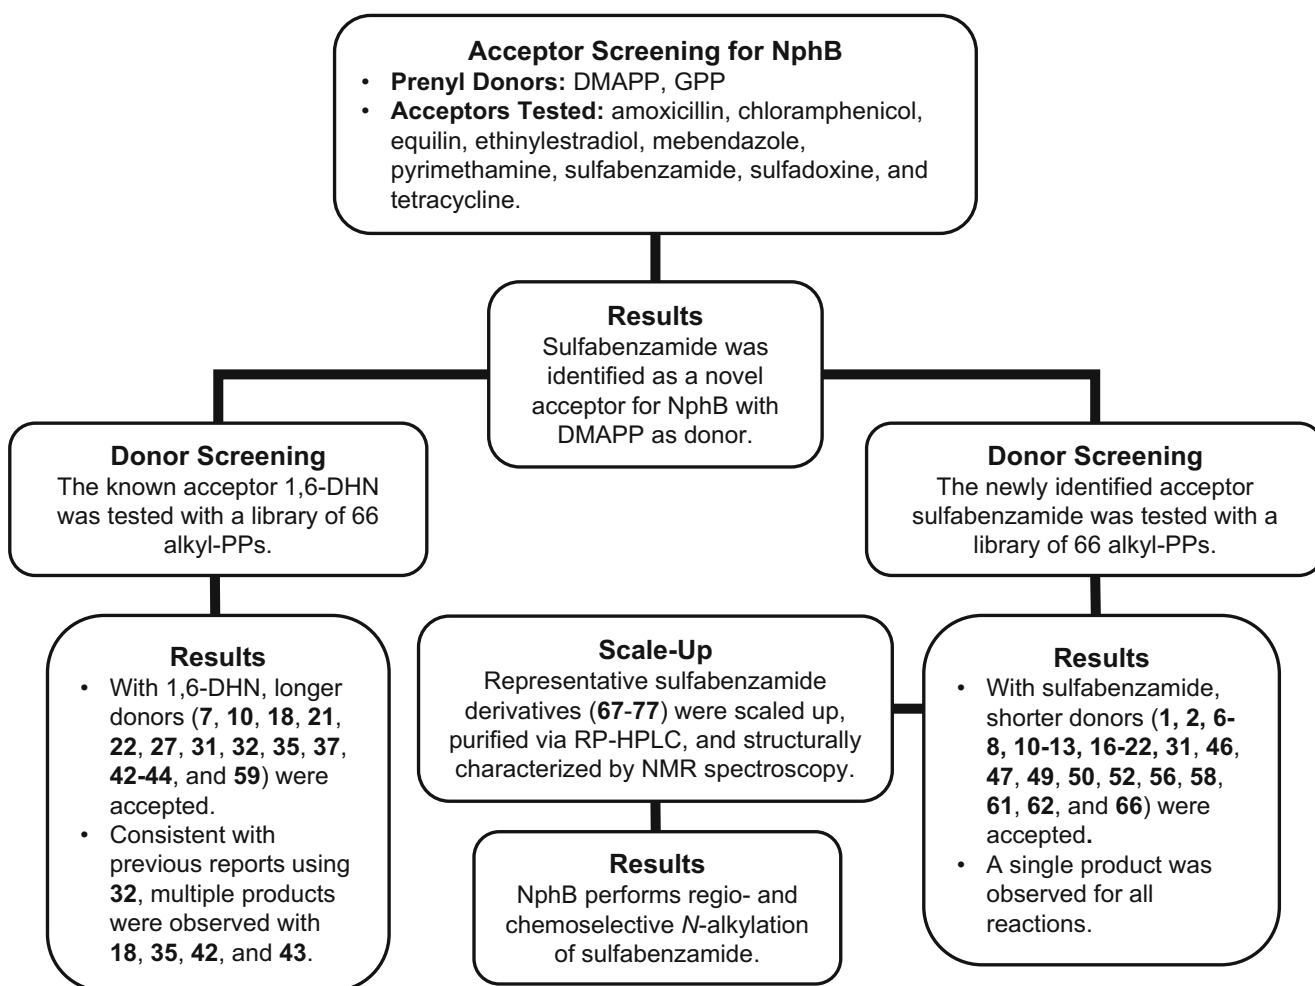 Acceptor Screening for NphB
• Prenyl Donors: DMAPP, GPP
• Acceptors Tested: amoxicillin, chloramphenicol,
equilin, ethinylestradiol, mebendazole,
pyrimethamine, sulfabenzamide, sulfadoxine, and
tetracycline.
Results
Sulfabenzamide was
identified as a novel
acceptor for NphB with
DMAPP as donor.
Donor Screening
The known acceptor 1,6-DHN
was tested with a library of 66
alkyl-PPs.
Donor Screening
The newly identified acceptor
sulfabenzamide was tested with a
library of 66 alkyl-PPs.
Results
• With 1,6-DHN, longer
donors (7, 10, 18, 21,
22, 27, 31, 32, 35, 37,
42-44, and 59) were
accepted.
• Consistent with
previous reports using
32, multiple products
were observed with
18, 35, 42, and 43.
Scale-Up
Representative sulfabenzamide
derivatives (67-77) were scaled up,
purified via RP-HPLC, and structurally
characterized by NMR spectroscopy.
Results
NphB performs regio- and
chemoselective N-alkylation
of sulfabenzamide.
Results
• With sulfabenzamide,
shorter donors (1, 2, 6-
8, 10-13, 16-22, 31, 46,
47, 49, 50, 52, 56, 58,
61, 62, and 66) were
accepted.
• A single product was
observed for all
reactions.